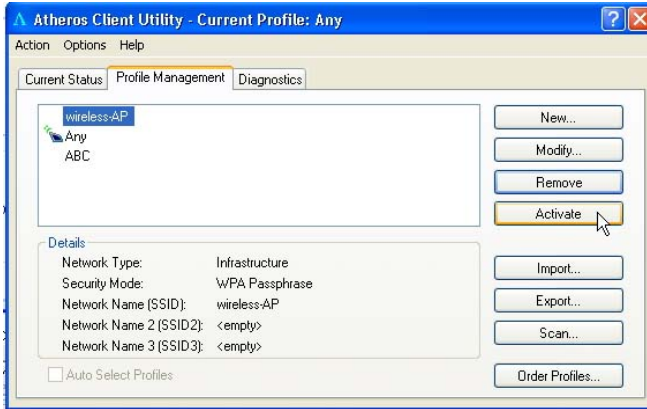 Atheros Client Utility - Current Profile: Any
Action Options Help
Current Status Profile Management Diagnostics
wireless-AP
Any
ABC
New...
Modify...
Remove
Activate
Details
Network Type: Infrastructure
Security Mode: WPA Passphrase
Network Name (SSID): wireless-AP
Network Name 2 (SSID2): <empty>
Network Name 3 (SSID3): <empty>
Import...
Export...
Scan...
Auto Select Profiles
Order Profiles...